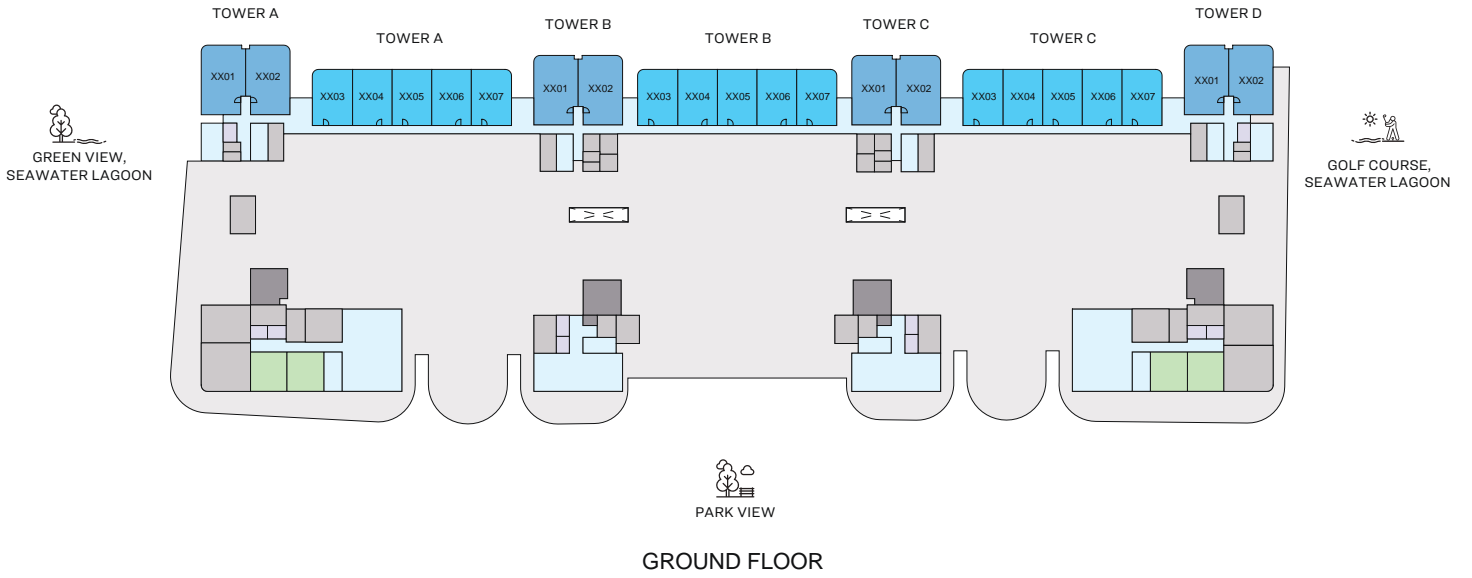 TOWER A
TOWER A
TOWER B
TOWER B
TOWER C
TOWER C
TOWER D
XX01 XX02
XX03 XX04 XX05 XX06 XX07
XX01 XX02
XX03 XX04 XX05 XX06 XX07
XX01 XX02
XX03 XX04 XX05 XX06 XX07
XX01 XX02
GREEN VIEW,
SEAWATER LAGOON
GOLF COURSE,
SEAWATER LAGOON
PARK VIEW
GROUND FLOOR